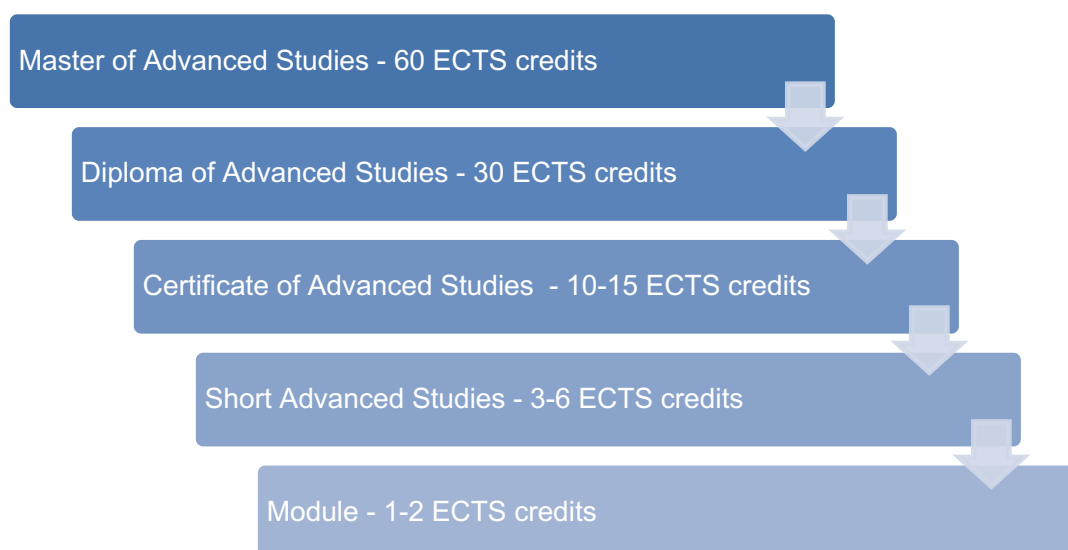 Master of Advanced Studies - 60 ECTS credits
Diploma of Advanced Studies - 30 ECTS credits
Certificate of Advanced Studies  - 10-15 ECTS credits
Short Advanced Studies - 3-6 ECTS credits
Module - 1-2 ECTS credits